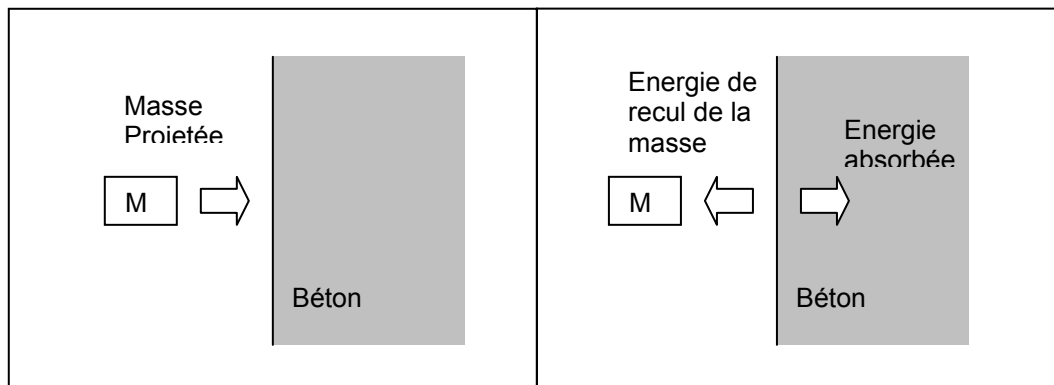 Masse
Projetée
M
Béton
Energie de
recul de la
masse
Energie
absorbée
M
Béton